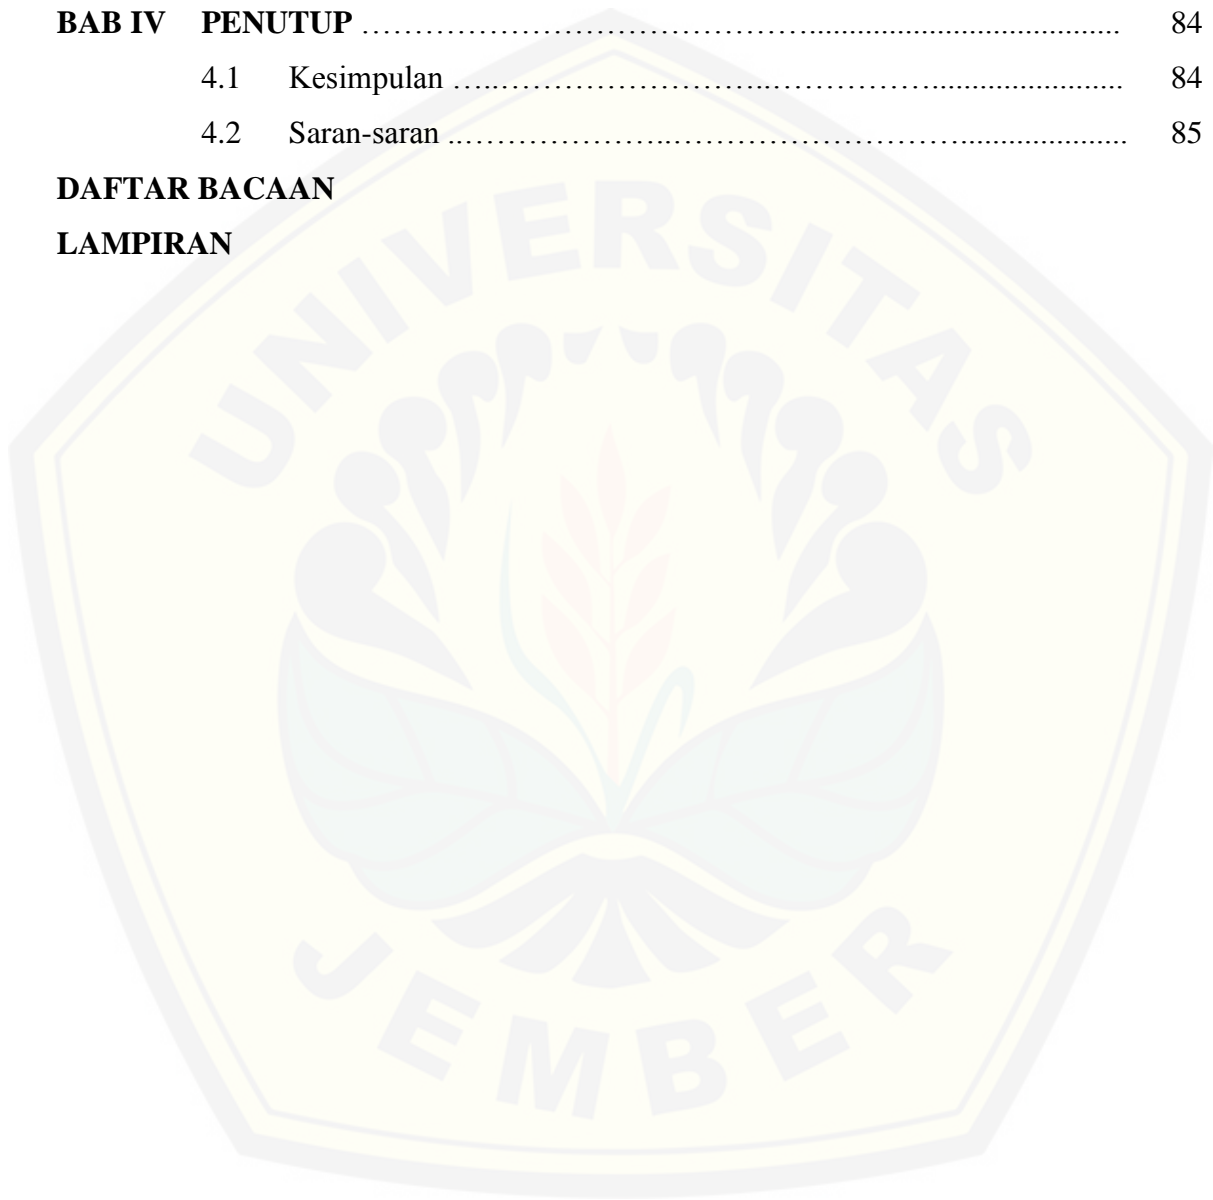 BAB IV PENUTUP ………………………………………..................................... 84
4.1 Kesimpulan …..……………………..……………....................... 84
4.2 Saran-saran ..………………..………………………..................... 85
DAFTAR BACAAN
LAMPIRAN
UNIVERSITAS
JEMBER